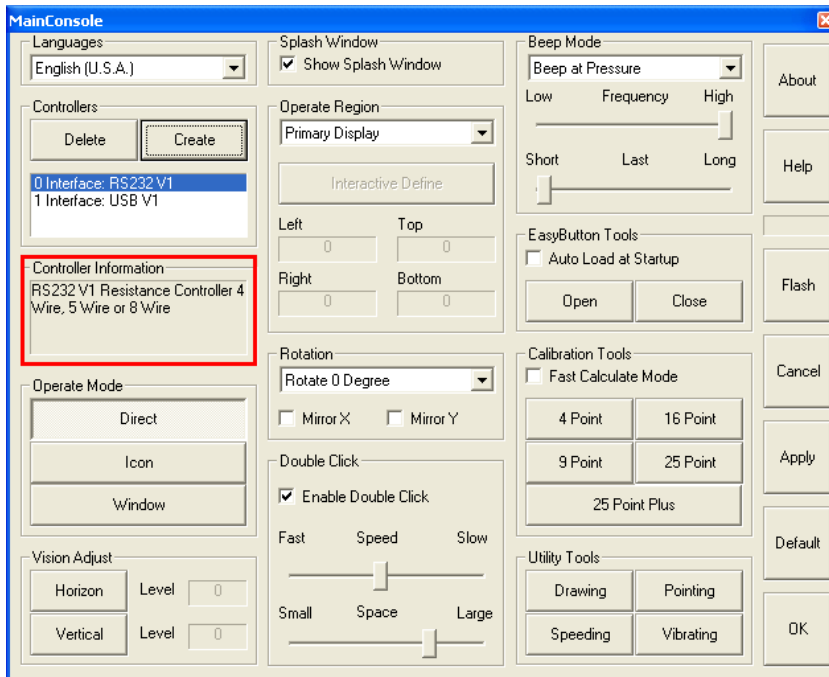 MainConsole
Languages
English (U.S.A.)
Controllers
Delete Create
0 Interface: RS232 V1
1 Interface: USB V1
Controller Information
RS232 V1 Resistance Controller 4
Wire, 5 Wire or 8 Wire
Operate Mode
Direct
Icon
Window
Vision Adjust
Horizon Level 0
Vertical Level 0
Splash Window
Show Splash Window
Operate Region
Primary Display
Interactive Define
Left Top
0 0
Right Bottom
0 0
Rotation
Rotate 0 Degree
Mirror X Mirror Y
Double Click
Enable Double Click
Fast Speed Slow
Small Space Large
Beep Mode
Beep at Pressure
Low Frequency High
Short Last Long
EasyButton Tools
Auto Load at Startup
Open Close
Calibration Tools
Fast Calculate Mode
4 Point 16 Point
9 Point 25 Point
25 Point Plus
Utility Tools
Drawing Pointing
Speeding Vibrating
About
Help
Flash
Cancel
Apply
Default
OK